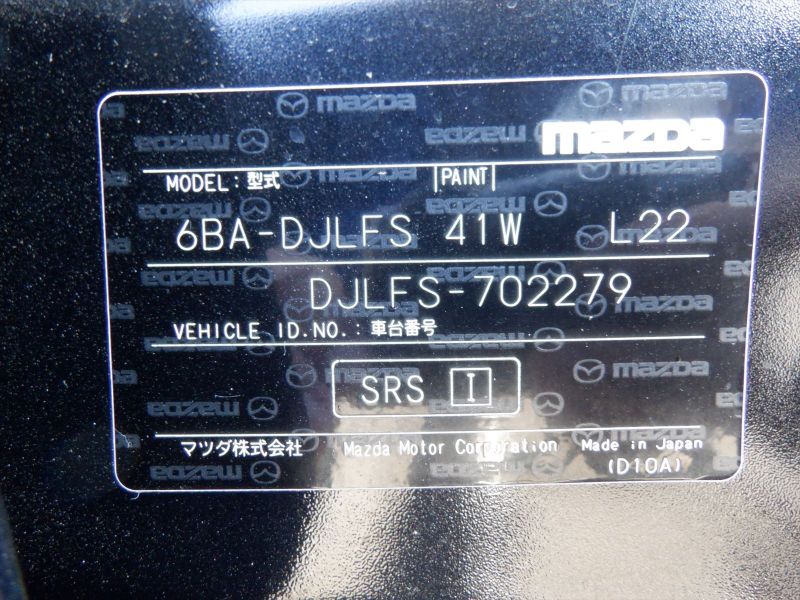 mazda
MODEL: 型式 PAINT
6BA-DJLFS 41W L22
DJLFS-702279
VEHICLE ID.NO.: 車台番号
SRS I
マツダ株式会社 Mazda Motor Corporation Made in Japan
(D10A)